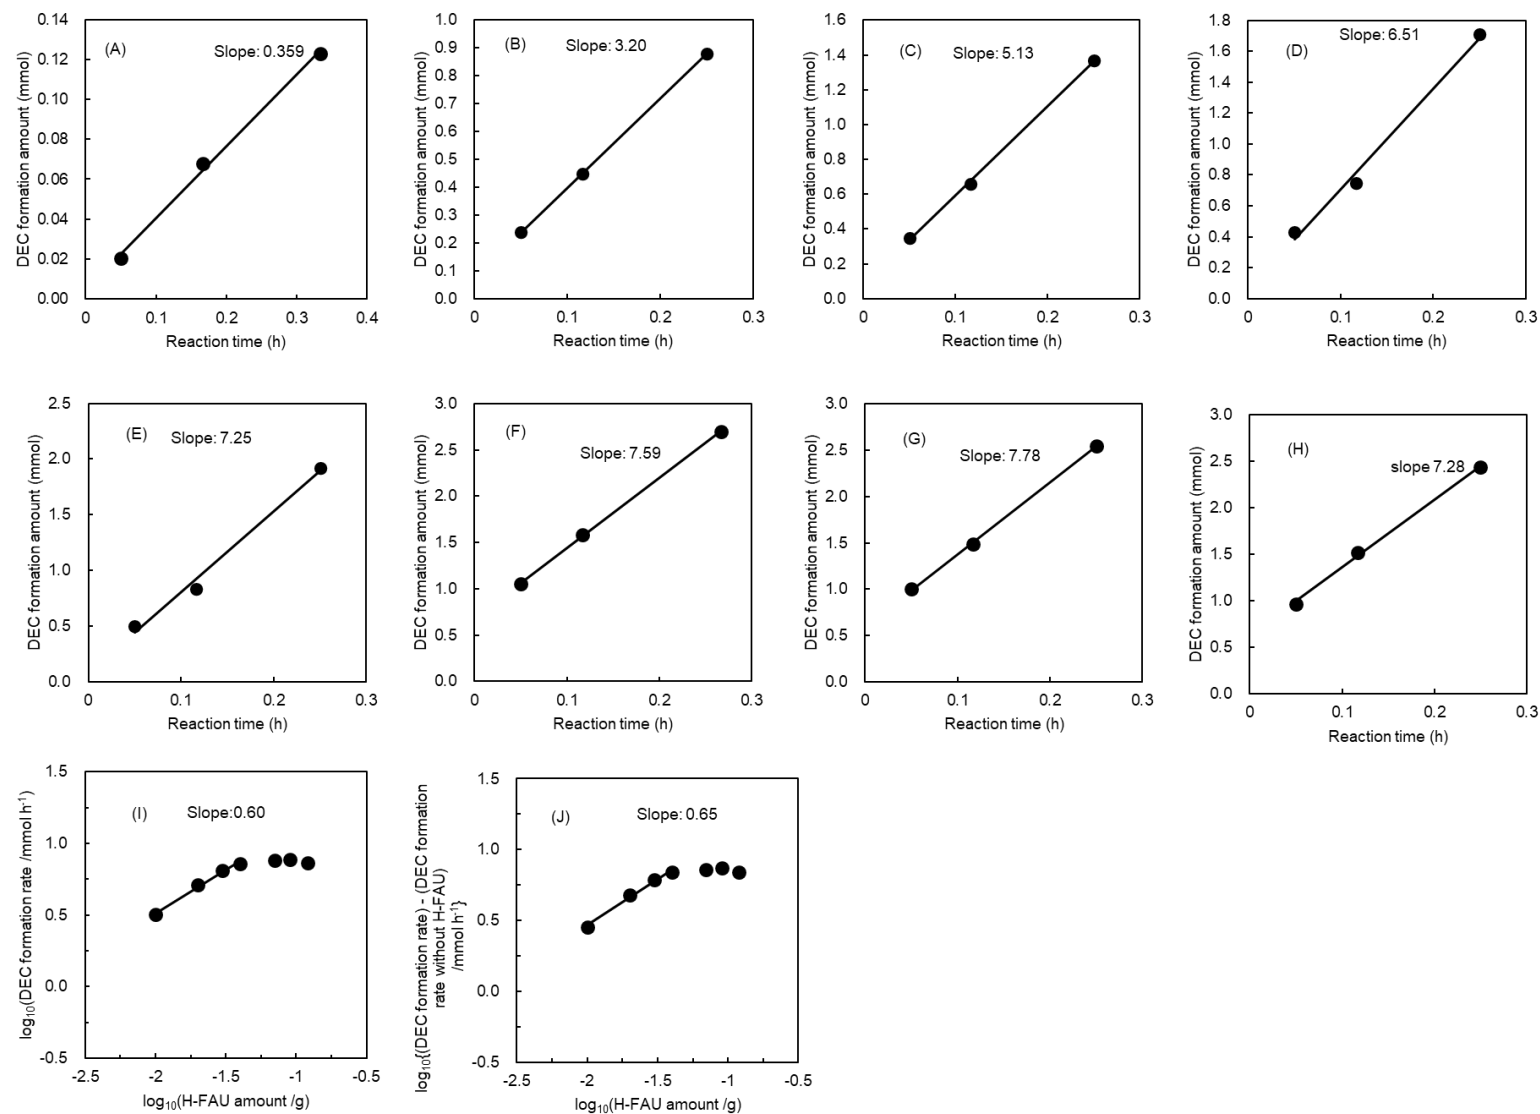 (A)
Slope: 0.359
DEC formation amount (mmol)
0.14
0.12
0.10
0.08
0.06
0.04
0.02
0.00
0
0.1
0.2
0.3
0.4
Reaction time (h)
(B)
Slope: 3.20
DEC formation amount (mmol)
1.0
0.9
0.8
0.7
0.6
0.5
0.4
0.3
0.2
0.1
0.0
0
0.1
0.2
0.3
Reaction time (h)
(C)
Slope: 5.13
DEC formation amount (mmol)
1.6
1.4
1.2
1.0
0.8
0.6
0.4
0.2
0.0
0
0.1
0.2
0.3
Reaction time (h)
(D)
Slope: 6.51
DEC formation amount (mmol)
1.8
1.6
1.4
1.2
1.0
0.8
0.6
0.4
0.2
0.0
0
0.1
0.2
0.3
Reaction time (h)
(E)
Slope: 7.25
DEC formation amount (mmol)
2.5
2.0
1.5
1.0
0.5
0.0
0
0.1
0.2
0.3
Reaction time (h)
(F)
Slope: 7.59
DEC formation amount (mmol)
3.0
2.5
2.0
1.5
1.0
0.5
0.0
0
0.1
0.2
0.3
Reaction time (h)
(G)
Slope: 7.78
DEC formation amount (mmol)
3.0
2.5
2.0
1.5
1.0
0.5
0.0
0
0.1
0.2
0.3
Reaction time (h)
(H)
slope 7.28
DEC formation amount (mmol)
3.0
2.5
2.0
1.5
1.0
0.5
0.0
0
0.1
0.2
0.3
Reaction time (h)
(I)
Slope:0.60
log₁₀(DEC formation rate /mmol h⁻¹)
1.5
1.0
0.5
0.0
-0.5
-2.5
-2
-1.5
-1
-0.5
log₁₀(H-FAU amount /g)
(J)
Slope: 0.65
log₁₀{(DEC formation rate) - (DEC formation
rate without H-FAU)
/mmol h⁻¹}
1.5
1.0
0.5
0.0
-0.5
-2.5
-2
-1.5
-1
-0.5
log₁₀(H-FAU amount /g)